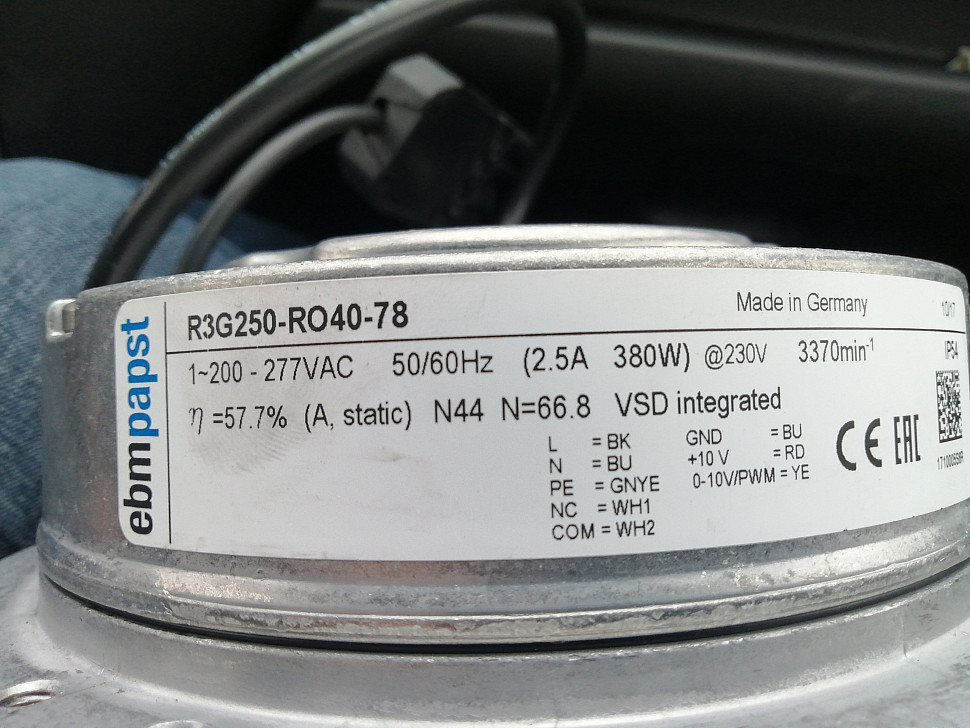 ebmpapst
R3G250-RO40-78 Made in Germany 10/17
1~200 - 277VAC 50/60Hz (2.5A 380W) @230V 3370min⁻¹ IP54
η =57.7% (A, static) N44 N=66.8 VSD integrated
L = BK GND = BU
N = BU +10 V = RD
PE = GNYE 0-10V/PWM = YE
NC = WH1
COM = WH2
CE EAC